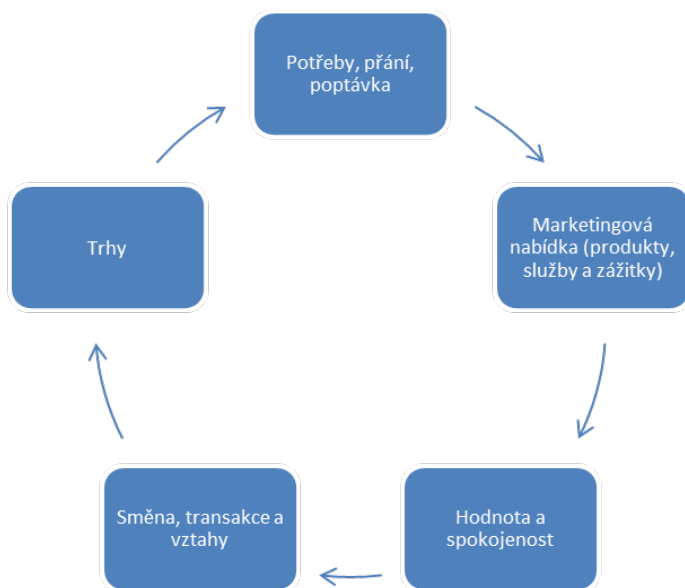 Potřeby, přání,
poptávka
Marketingová
nabídka (produkty,
služby a zážitky)
Hodnota a
spokojenost
Směna, transakce a
vztahy
Trhy